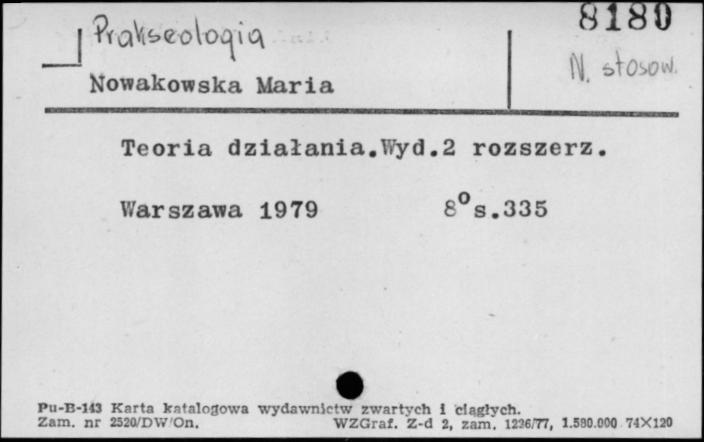 8180
Prakseologia
N. stosow.
Nowakowska Maria
Teoria działania.Wyd.2 rozszerz.
Warszawa 1979 8°s.335
Pu-B-143 Karta katalogowa wydawnictw zwartych i ciągłych.
Zam. nr 2520/DW/On. WZGraf. Z-d 2, zam. 1226/77, 1.580.000 74X120